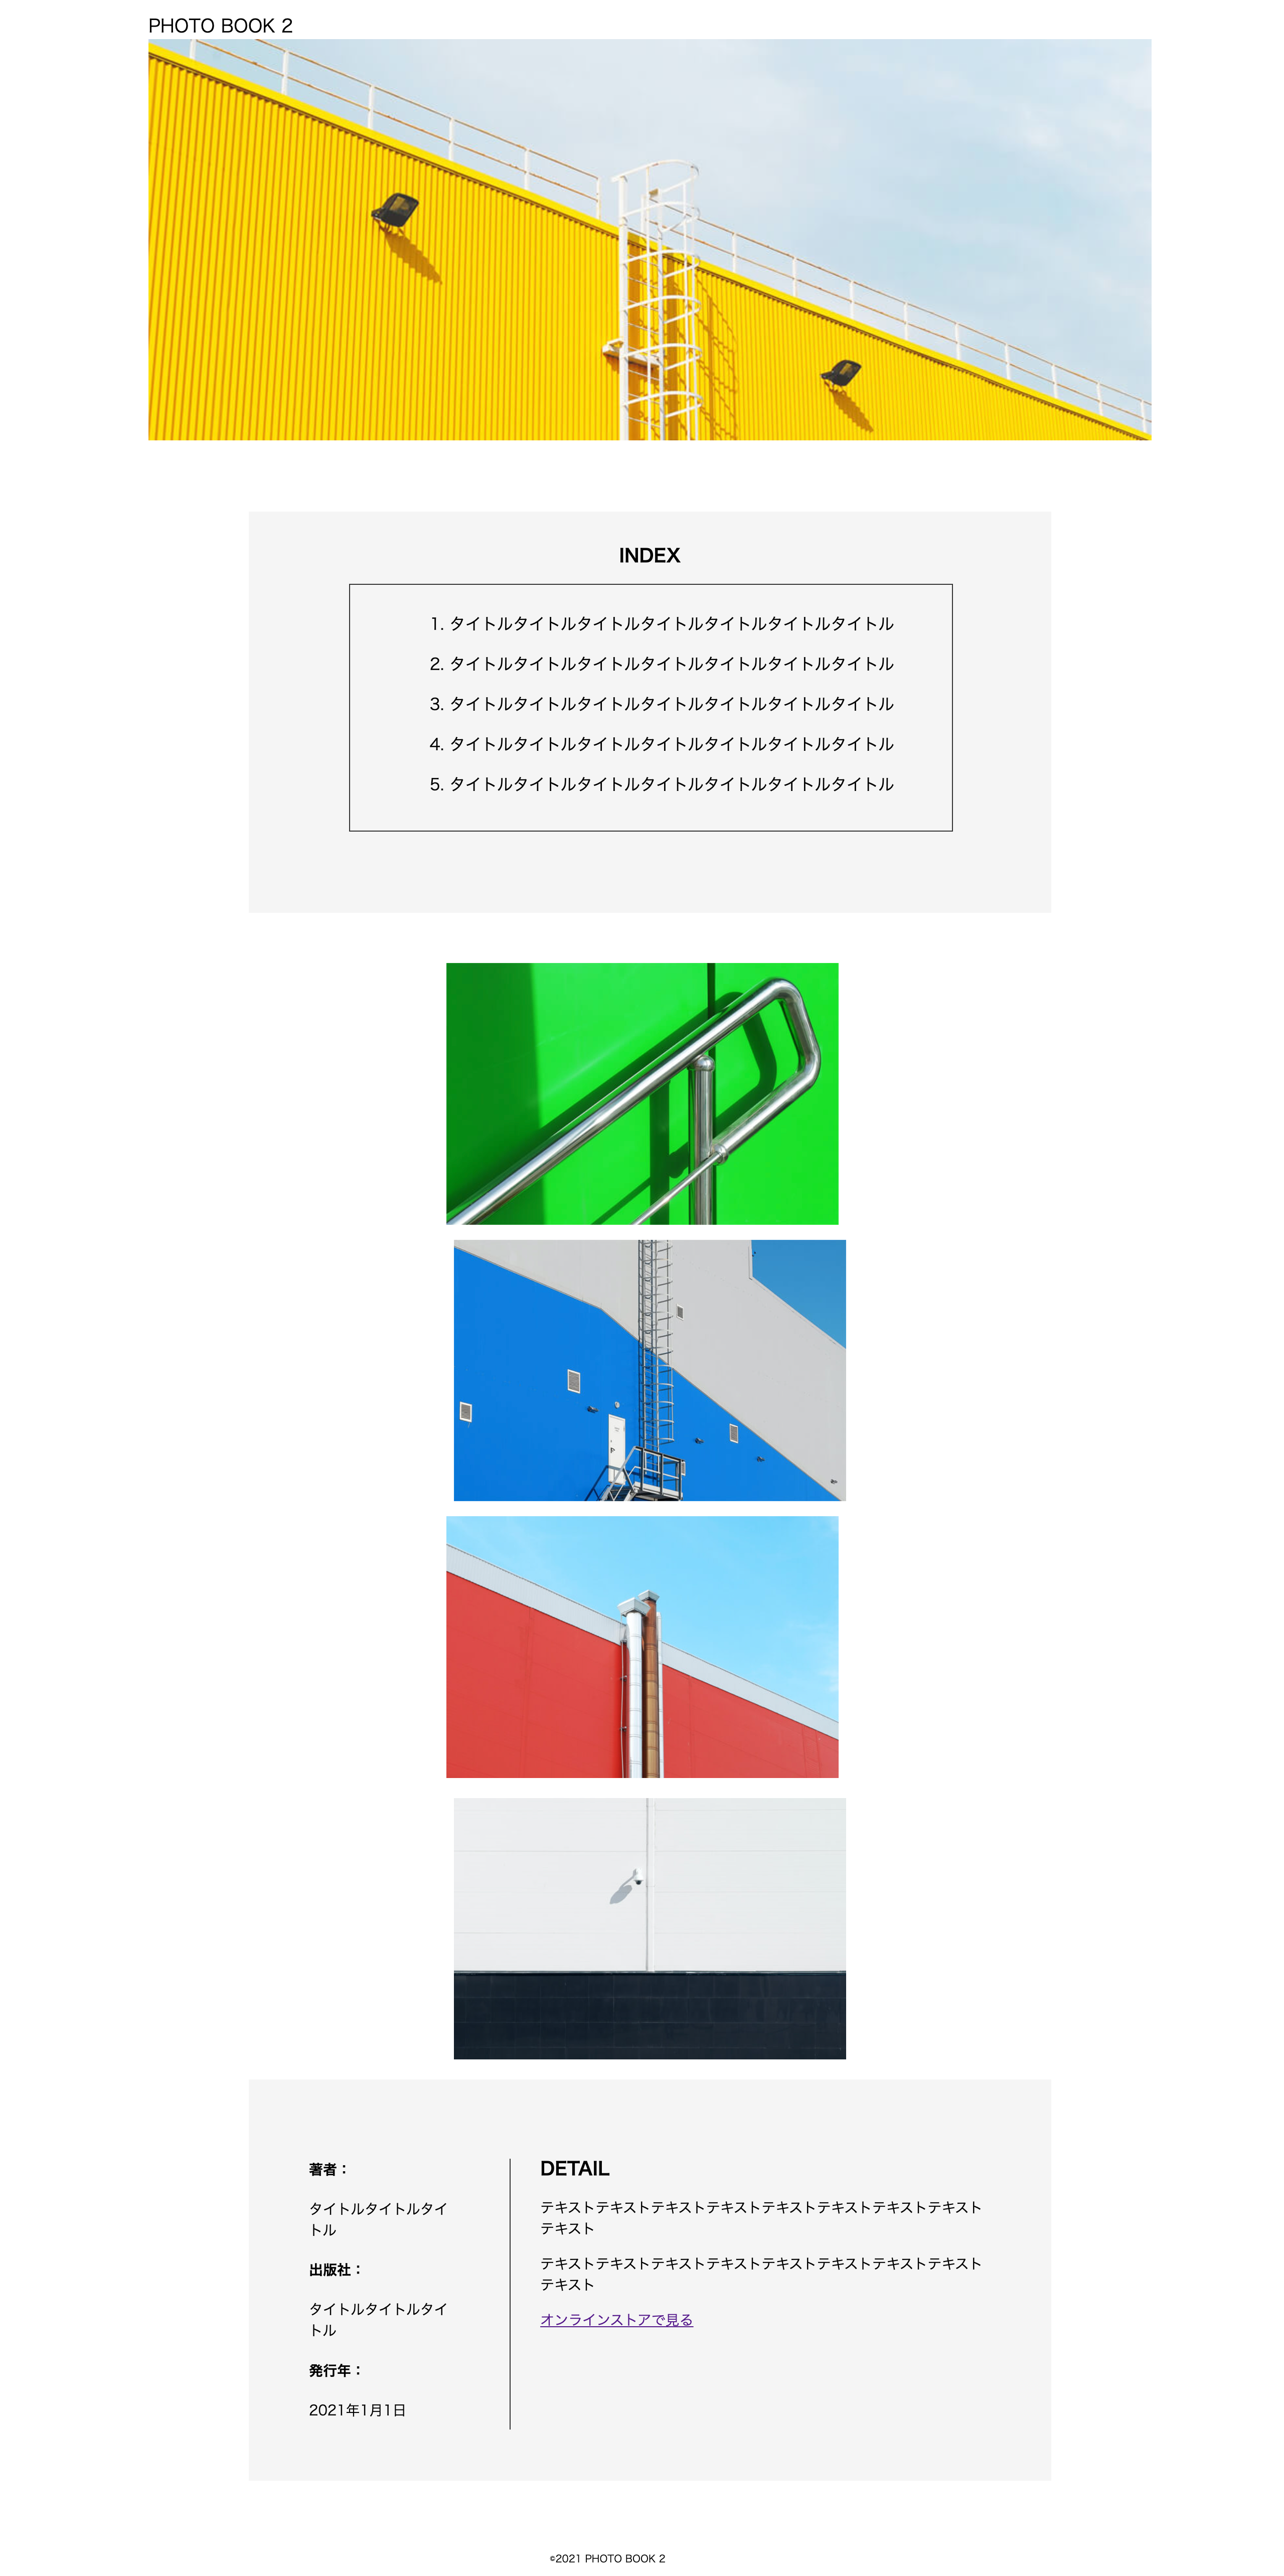 PHOTO BOOK 2
INDEX
1. タイトルタイトルタイトルタイトルタイトルタイトルタイトル
2. タイトルタイトルタイトルタイトルタイトルタイトルタイトル
3. タイトルタイトルタイトルタイトルタイトルタイトルタイトル
4. タイトルタイトルタイトルタイトルタイトルタイトルタイトル
5. タイトルタイトルタイトルタイトルタイトルタイトルタイトル
著者：
タイトルタイトルタイ
トル
出版社：
タイトルタイトルタイ
トル
発行年：
2021年1月1日
DETAIL
テキストテキストテキストテキストテキストテキストテキストテキスト
テキスト
テキストテキストテキストテキストテキストテキストテキストテキスト
テキスト
オンラインストアで見る
©2021 PHOTO BOOK 2